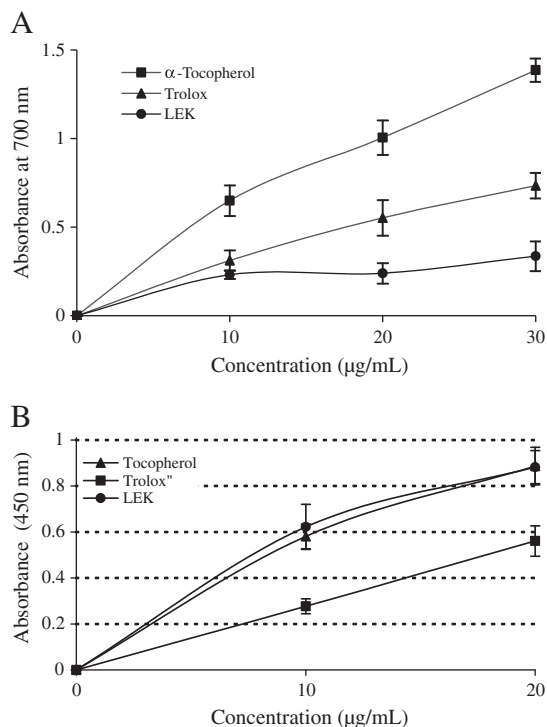 A
α-Tocopherol
Trolox
LEK
Absorbance at 700 nm
1.5
1
0.5
0
0 10 20 30
Concentration (µg/mL)
B
Tocopherol
Trolox"
LEK
Absorbance (450 nm)
1
0.8
0.6
0.4
0.2
0
0 10 20
Concentration (µg/mL)